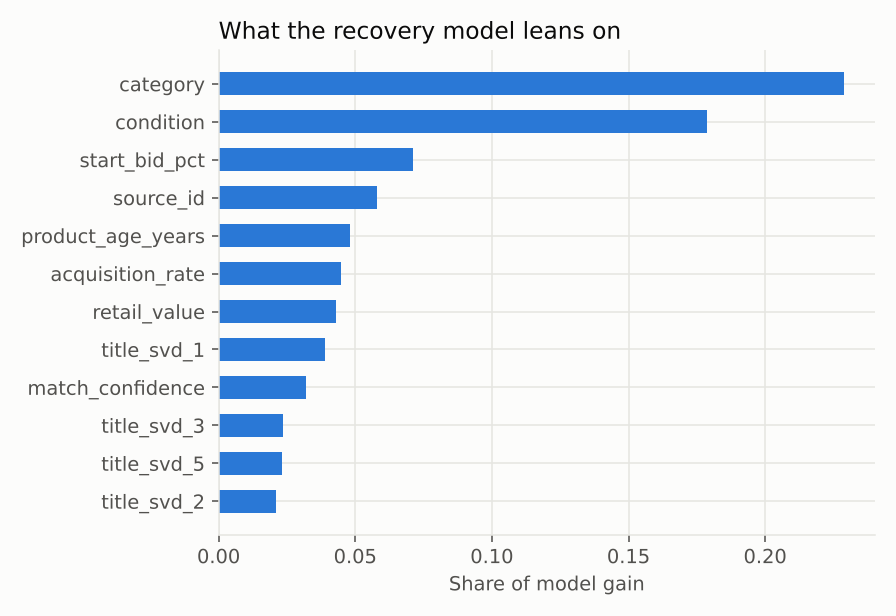 What the recovery model leans on
category
condition
start_bid_pct
source_id
product_age_years
acquisition_rate
retail_value
title_svd_1
match_confidence
title_svd_3
title_svd_5
title_svd_2
0.00 0.05 0.10 0.15 0.20
Share of model gain